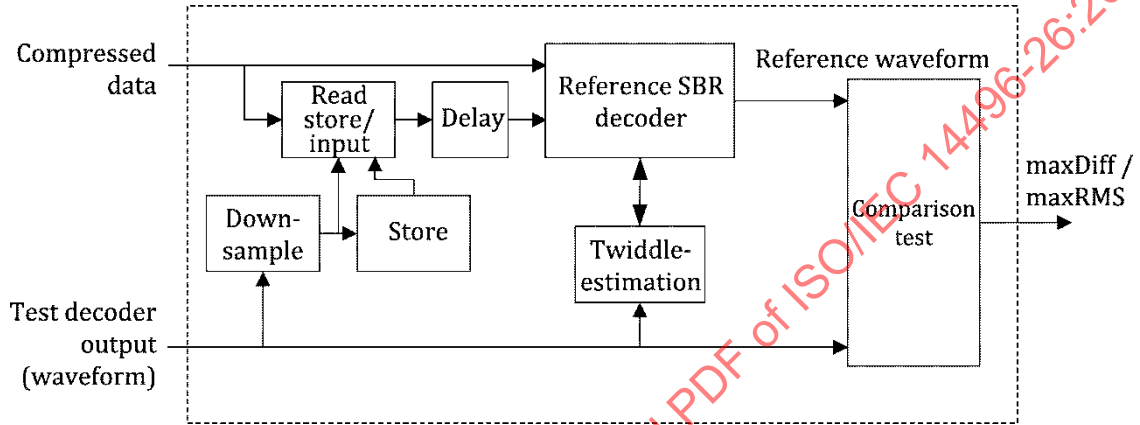 Compressed
data
Read
store/
input
Delay
Reference SBR
decoder
Reference waveform
Down-
sample
Store
Twiddle-
estimation
Comparison
test
maxDiff /
maxRMS
Test decoder
output
(waveform)
PDF of ISO/IEC 14496-26:20